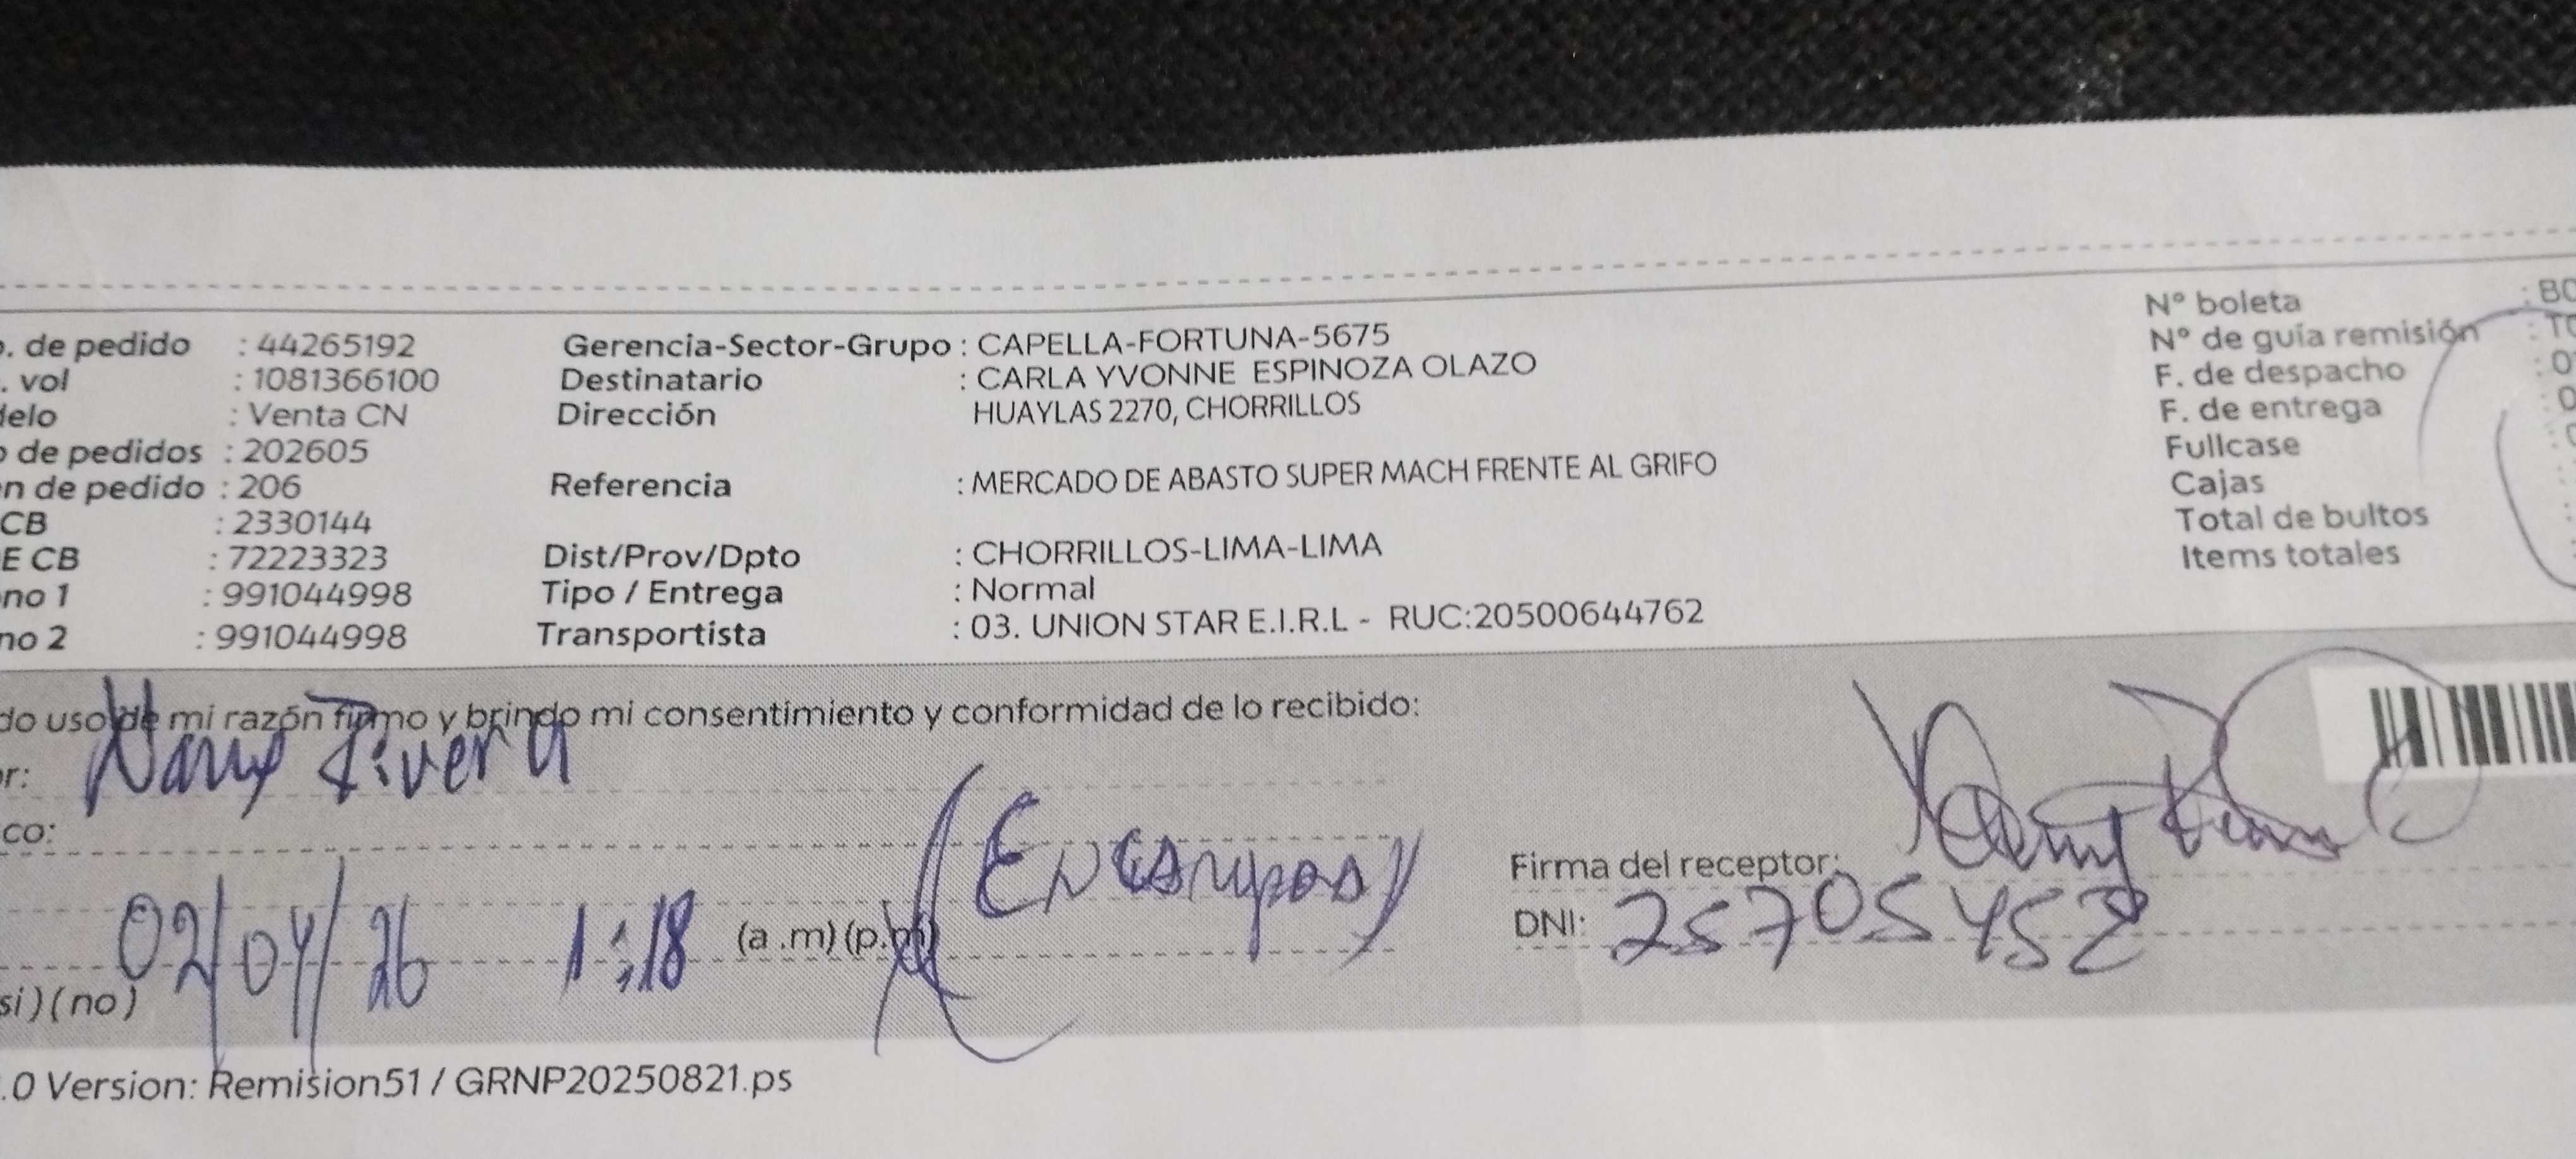 . de pedido : 44265192
. vol : 1081366100
delo : Venta CN
o de pedidos : 202605
n de pedido : 206
CB : 2330144
E CB : 72223323
no 1 : 991044998
no 2 : 991044998
Gerencia-Sector-Grupo : CAPELLA-FORTUNA-5675
Destinatario : CARLA YVONNE ESPINOZA OLAZO
Dirección HUAYLAS 2270, CHORRILLOS
Referencia : MERCADO DE ABASTO SUPER MACH FRENTE AL GRIFO
Dist/Prov/Dpto : CHORRILLOS-LIMA-LIMA
Tipo / Entrega : Normal
Transportista : 03. UNION STAR E.I.R.L - RUC:20500644762
N° boleta : B0
N° de guía remisión : T0
F. de despacho : 0
F. de entrega : 0
Fullcase
Cajas
Total de bultos
Items totales
do uso de mi razón firmo y brindo mi consentimiento y conformidad de lo recibido:
r: Rivera
co:
02/04/26 1:18 (a .m) (p.m)
Firma del receptor:
DNI: 25705452
si ) ( no )
.0 Version: Remision51 / GRNP20250821.ps